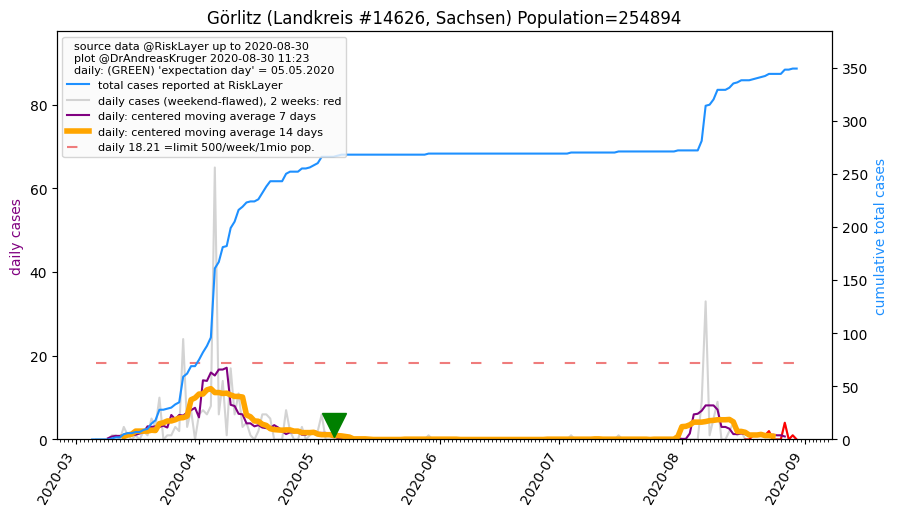 Görlitz (Landkreis #14626, Sachsen) Population=254894
source data @RiskLayer up to 2020-08-30
plot @DrAndreasKruger 2020-08-30 11:23
daily: (GREEN) 'expectation day' = 05.05.2020
total cases reported at RiskLayer
daily cases (weekend-flawed), 2 weeks: red
daily: centered moving average 7 days
daily: centered moving average 14 days
daily 18.21 =limit 500/week/1mio pop.
daily cases
80
60
40
20
0
cumulative total cases
350
300
250
200
150
100
50
0
2020-03
2020-04
2020-05
2020-06
2020-07
2020-08
2020-09